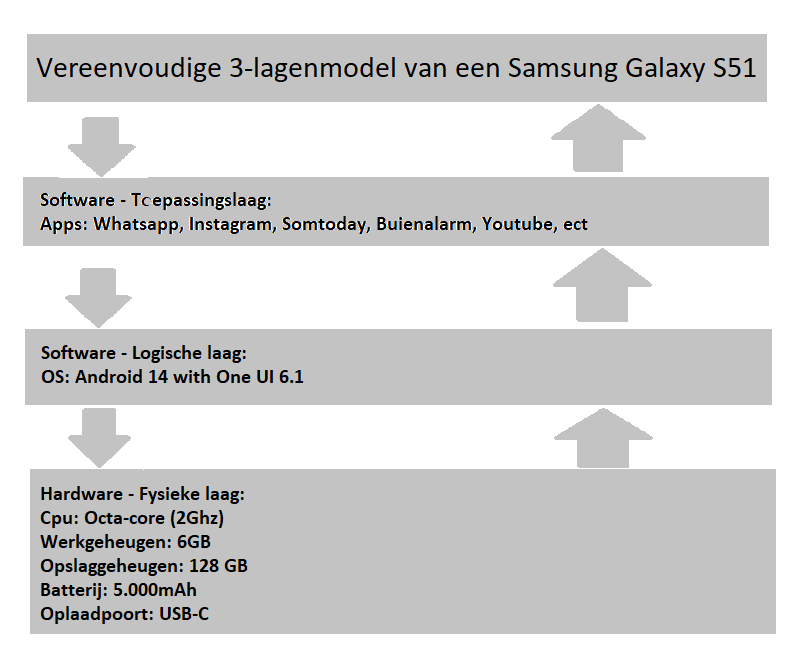 Vereenvoudige 3-lagenmodel van een Samsung Galaxy S51
Software - Toepassingslaag:
Apps: Whatsapp, Instagram, Somtoday, Buienalarm, Youtube, ect
Software - Logische laag:
OS: Android 14 with One UI 6.1
Hardware - Fysieke laag:
Cpu: Octa-core (2Ghz)
Werkgeheugen: 6GB
Opslaggeheugen: 128 GB
Batterij: 5.000mAh
Oplaadpoort: USB-C